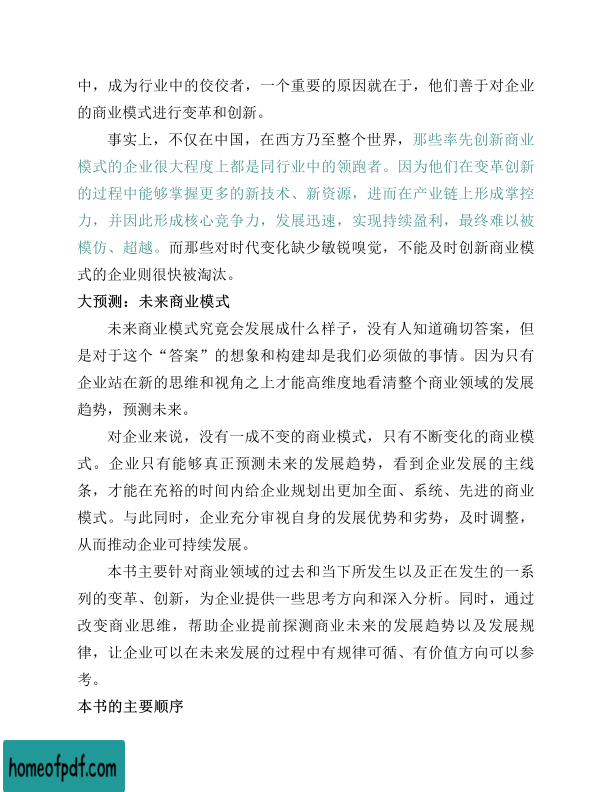 中，成为行业中的佼佼者，一个重要的原因就在于，他们善于对企业
的商业模式进行变革和创新。
事实上，不仅在中国，在西方乃至整个世界，那些率先创新商业
模式的企业很大程度上都是同行业中的领跑者。因为他们在变革创新
的过程中能够掌握更多的新技术、新资源，进而在产业链上形成掌控
力，并因此形成核心竞争力，发展迅速，实现持续盈利，最终难以被
模仿、超越。而那些对时代变化缺少敏锐嗅觉，不能及时创新商业模
式的企业则很快被淘汰。
大预测：未来商业模式
未来商业模式究竟会发展成什么样子，没有人知道确切答案，但
是对于这个“答案”的想象和构建却是我们必须做的事情。因为只有
企业站在新的思维和视角之上才能高维度地看清整个商业领域的发展
趋势，预测未来。
对企业来说，没有一成不变的商业模式，只有不断变化的商业模
式。企业只有能够真正预测未来的发展趋势，看到企业发展的主线
条，才能在充裕的时间内给企业规划出更加全面、系统、先进的商业
模式。与此同时，企业充分审视自身的发展优势和劣势，及时调整，
从而推动企业可持续发展。
本书主要针对商业领域的过去和当下所发生以及正在发生的一系
列的变革、创新，为企业提供一些思考方向和深入分析。同时，通过
改变商业思维，帮助企业提前探测商业未来的发展趋势以及发展规
律，让企业可以在未来发展的过程中有规律可循、有价值方向可以参
考。
本书的主要顺序
homeofpdf.com